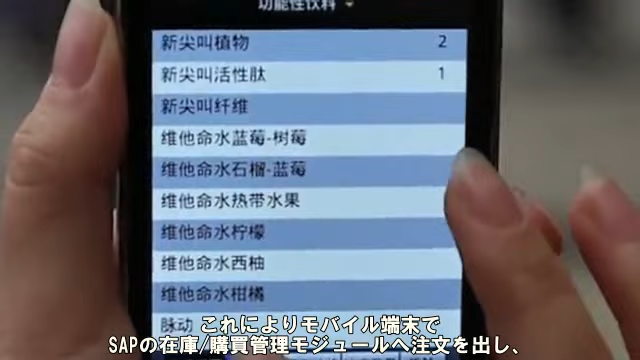 功能性饮料
新尖叫植物 2
新尖叫活性肽 1
新尖叫纤维
维他命水蓝莓-树莓
维他命水石榴-蓝莓
维他命水热带水果
维他命水柠檬
维他命水西柚
维他命水柑橘
脉动
これによりモバイル端末で
SAPの在庫/購買管理モジュールへ注文を出し、